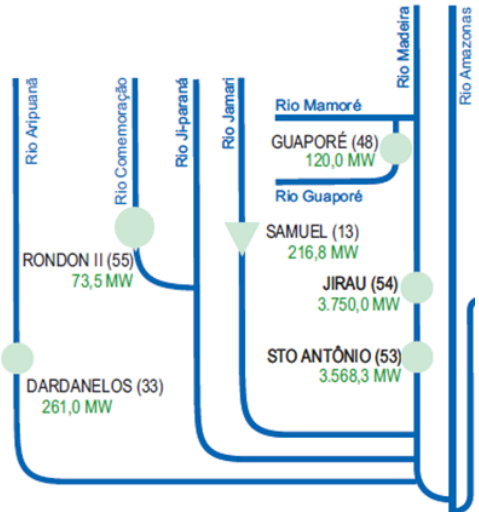 Rio Aripuanã
Rio Comemoração
Rio Ji-paraná
Rio Jamari
Rio Madeira
Rio Amazonas
Rio Mamoré
GUAPORÉ (48)
120,0 MW
Rio Guaporé
SAMUEL (13)
216,8 MW
RONDON II (55)
73,5 MW
JIRAU (54)
3.750,0 MW
STO ANTÔNIO (53)
3.568,3 MW
DARDANELOS (33)
261,0 MW